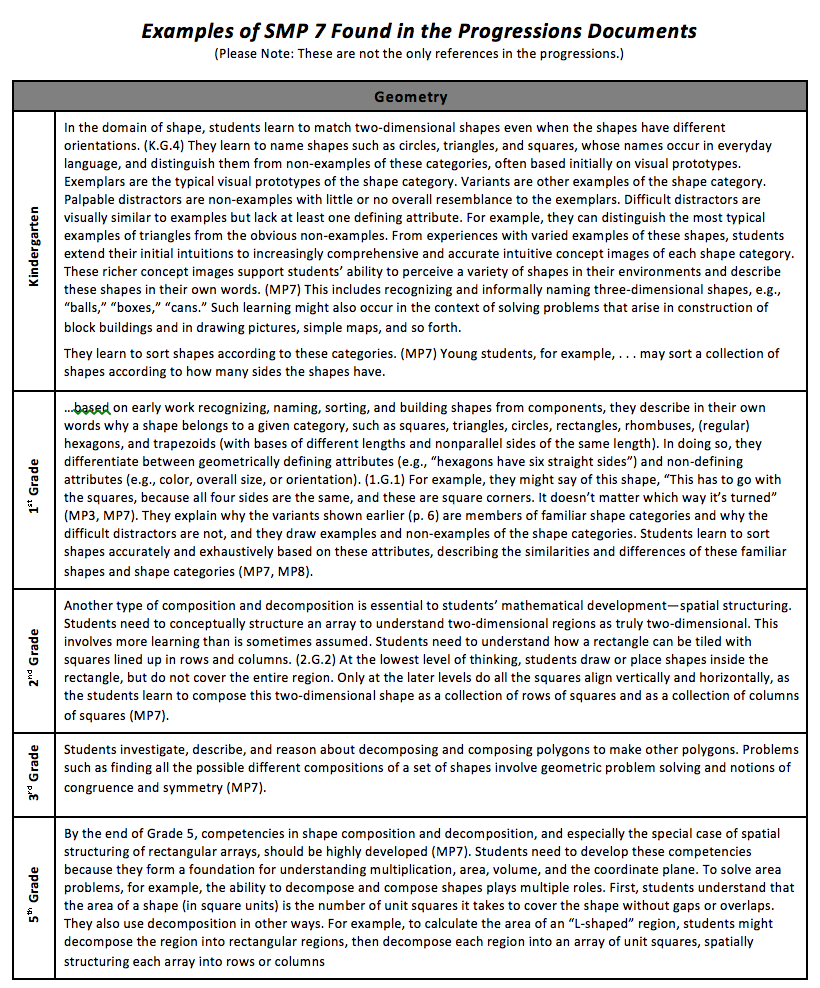 Examples of SMP 7 Found in the Progressions Documents
(Please Note: These are not the only references in the progressions.)
Geometry
Kindergarten
In the domain of shape, students learn to match two-dimensional shapes even when the shapes have different
orientations. (K.G.4) They learn to name shapes such as circles, triangles, and squares, whose names occur in everyday
language, and distinguish them from non-examples of these categories, often based initially on visual prototypes.
Exemplars are the typical visual prototypes of the shape category. Variants are other examples of the shape category.
Palpable distractors are non-examples with little or no overall resemblance to the exemplars. Difficult distractors are
visually similar to examples but lack at least one defining attribute. For example, they can distinguish the most typical
examples of triangles from the obvious non-examples. From experiences with varied examples of these shapes, students
extend their initial intuitions to increasingly comprehensive and accurate intuitive concept images of each shape category.
These richer concept images support students’ ability to perceive a variety of shapes in their environments and describe
these shapes in their own words. (MP7) This includes recognizing and informally naming three-dimensional shapes, e.g.,
“balls,” “boxes,” “cans.” Such learning might also occur in the context of solving problems that arise in construction of
block buildings and in drawing pictures, simple maps, and so forth.
They learn to sort shapes according to these categories. (MP7) Young students, for example, . . . may sort a collection of
shapes according to how many sides the shapes have.
1st Grade
...based on early work recognizing, naming, sorting, and building shapes from components, they describe in their own
words why a shape belongs to a given category, such as squares, triangles, circles, rectangles, rhombuses, (regular)
hexagons, and trapezoids (with bases of different lengths and nonparallel sides of the same length). In doing so, they
differentiate between geometrically defining attributes (e.g., “hexagons have six straight sides”) and non-defining
attributes (e.g., color, overall size, or orientation). (1.G.1) For example, they might say of this shape, “This has to go with
the squares, because all four sides are the same, and these are square corners. It doesn’t matter which way it’s turned”
(MP3, MP7). They explain why the variants shown earlier (p. 6) are members of familiar shape categories and why the
difficult distractors are not, and they draw examples and non-examples of the shape categories. Students learn to sort
shapes accurately and exhaustively based on these attributes, describing the similarities and differences of these familiar
shapes and shape categories (MP7, MP8).
2nd Grade
Another type of composition and decomposition is essential to students’ mathematical development—spatial structuring.
Students need to conceptually structure an array to understand two-dimensional regions as truly two-dimensional. This
involves more learning than is sometimes assumed. Students need to understand how a rectangle can be tiled with
squares lined up in rows and columns. (2.G.2) At the lowest level of thinking, students draw or place shapes inside the
rectangle, but do not cover the entire region. Only at the later levels do all the squares align vertically and horizontally, as
the students learn to compose this two-dimensional shape as a collection of rows of squares and as a collection of columns
of squares (MP7).
3rd Grade
Students investigate, describe, and reason about decomposing and composing polygons to make other polygons. Problems
such as finding all the possible different compositions of a set of shapes involve geometric problem solving and notions of
congruence and symmetry (MP7).
5th Grade
By the end of Grade 5, competencies in shape composition and decomposition, and especially the special case of spatial
structuring of rectangular arrays, should be highly developed (MP7). Students need to develop these competencies
because they form a foundation for understanding multiplication, area, volume, and the coordinate plane. To solve area
problems, for example, the ability to decompose and compose shapes plays multiple roles. First, students understand that
the area of a shape (in square units) is the number of unit squares it takes to cover the shape without gaps or overlaps.
They also use decomposition in other ways. For example, to calculate the area of an “L-shaped” region, students might
decompose the region into rectangular regions, then decompose each region into an array of unit squares, spatially
structuring each array into rows or columns